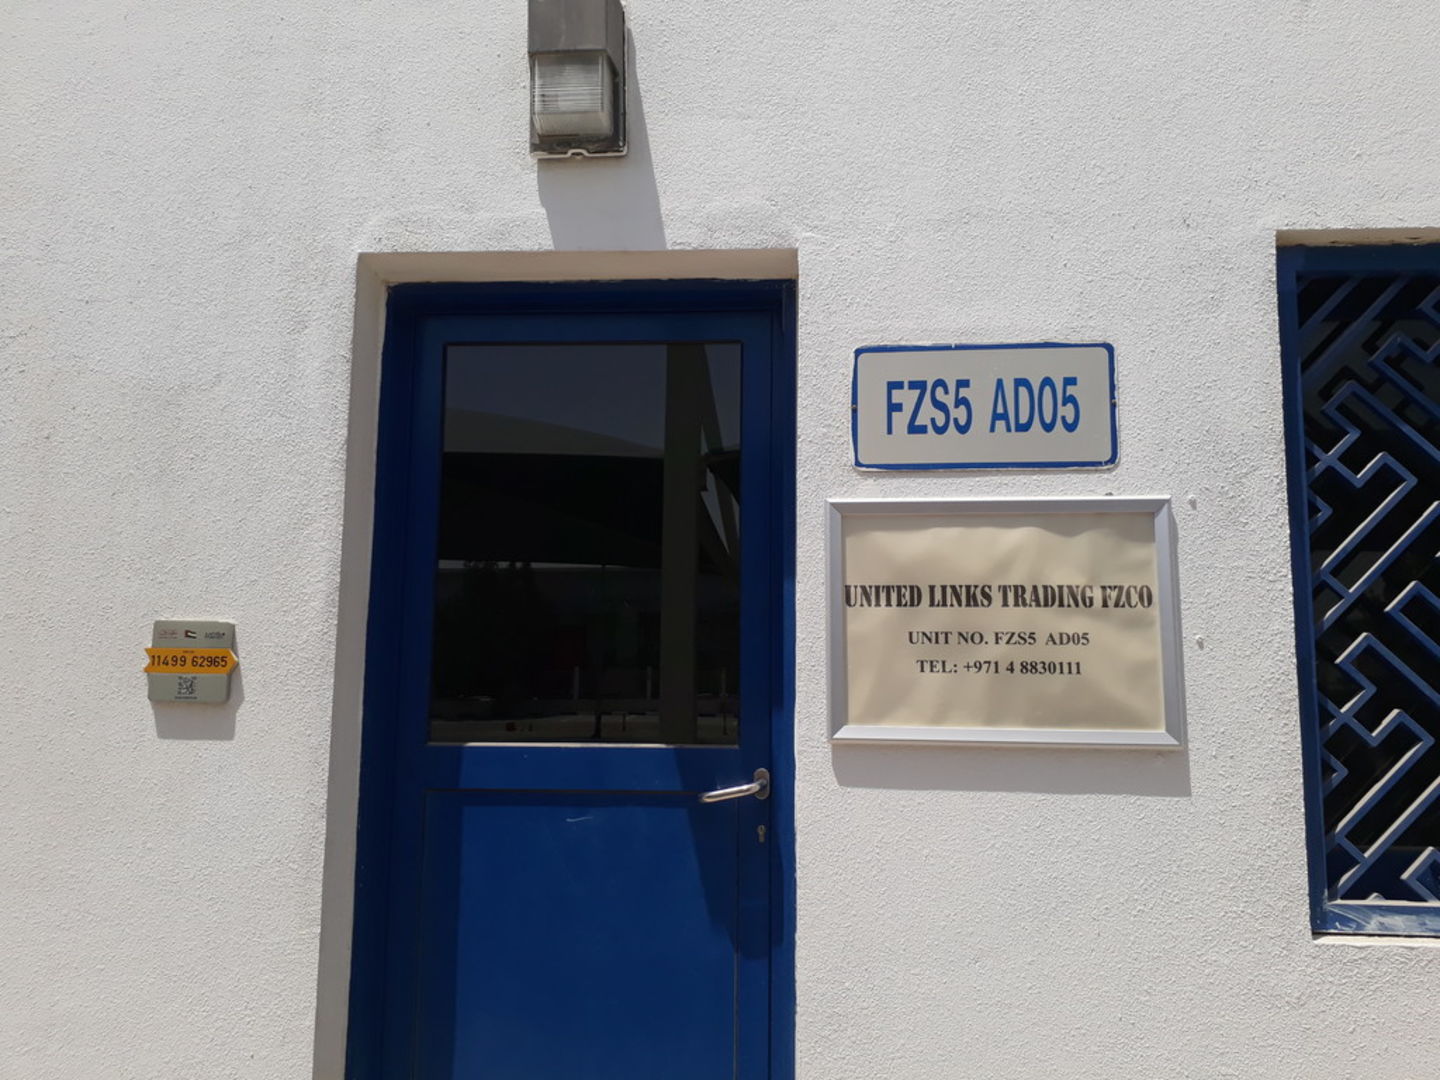 FZS5 AD05
UNITED LINKS TRADING FZCO
UNIT NO. FZS5 AD05
TEL: +971 4 8830111
11499 62965